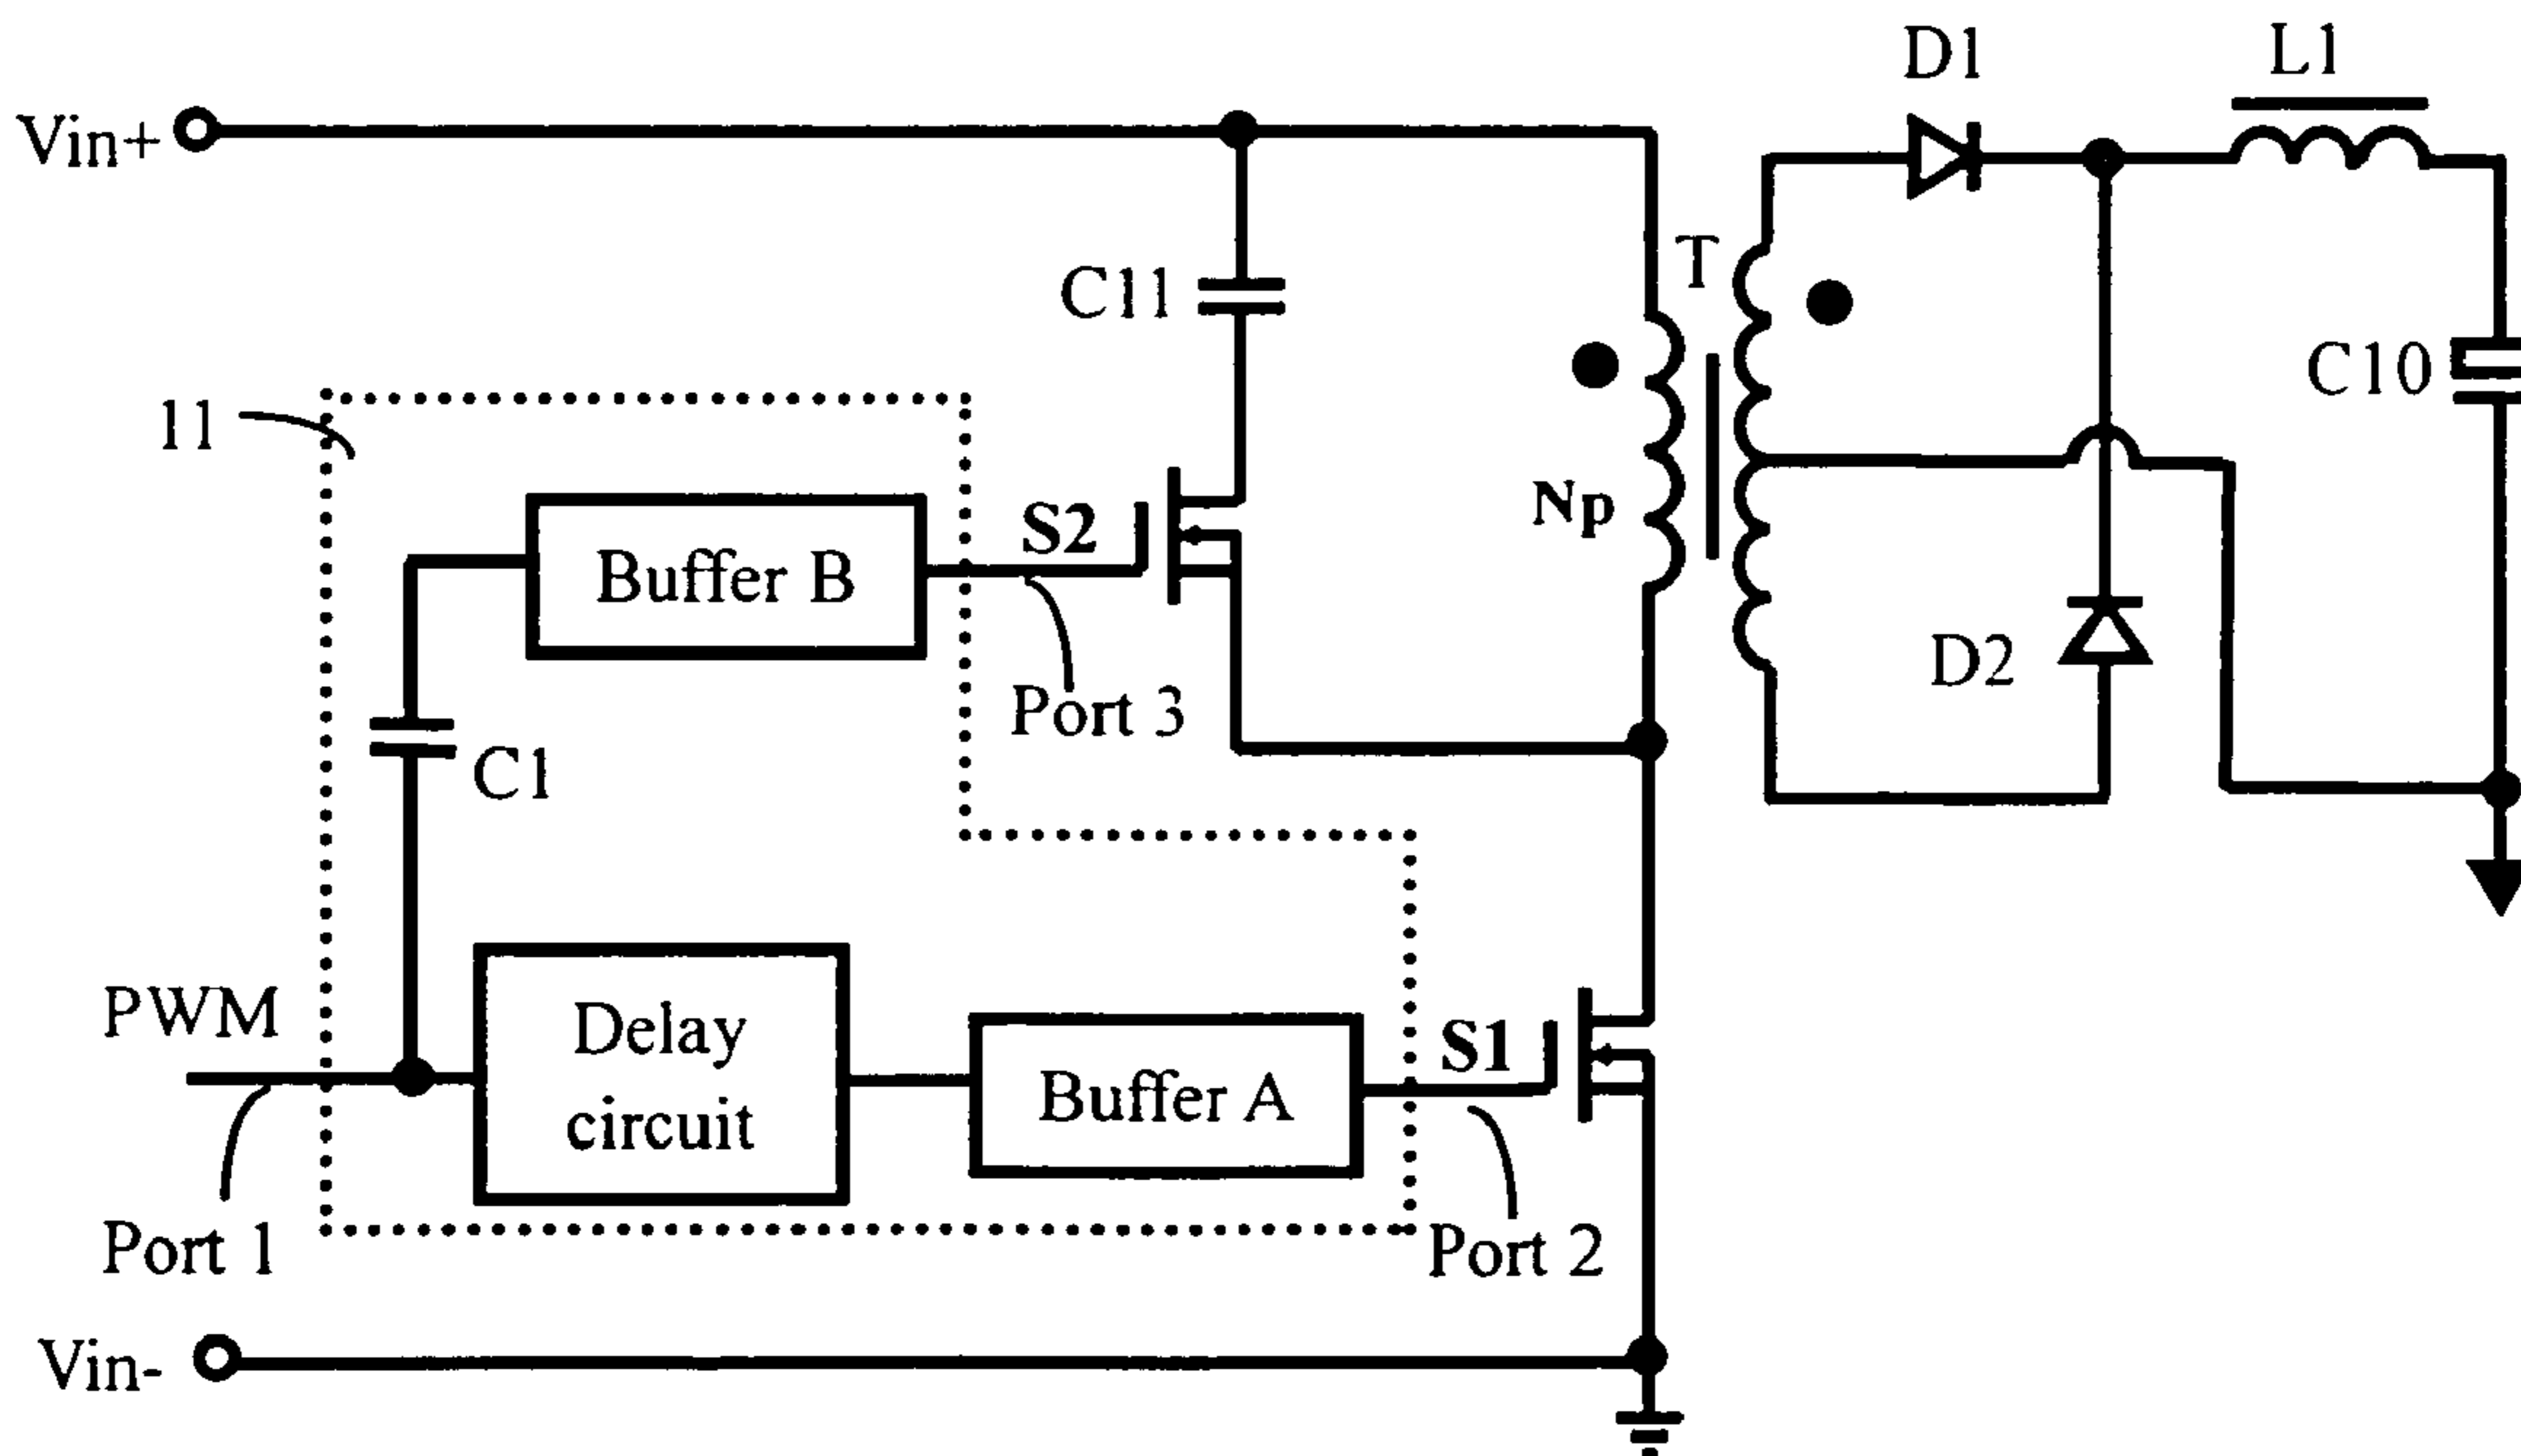 D1
L1
Vin+
T
C11
C10
11
S2
Np
Buffer B
D2
Port 3
C1
PWM
Delay
circuit
S1
Buffer A
Port 1
Port 2
Vin-